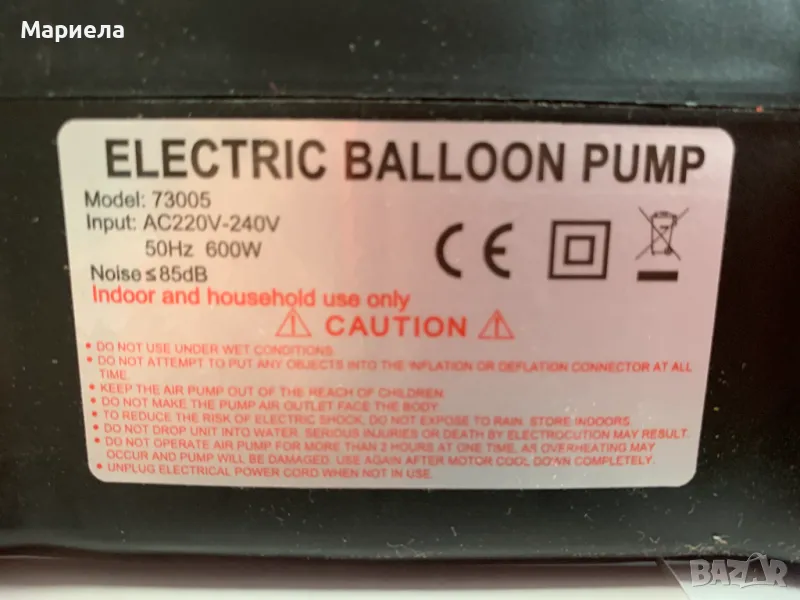 Мариела
ELECTRIC BALLOON PUMP
Model: 73005
Input: AC220V-240V
50Hz 600W
Noise≤85dB
Indoor and household use only
CE
CAUTION
• DO NOT USE UNDER WET CONDITIONS.
• DO NOT ATTEMPT TO PUT ANY OBJECTS INTO THE INFLATION OR DEFLATION CONNECTOR AT ALL
TIME.
• KEEP THE AIR PUMP OUT OF THE REACH OF CHILDREN.
• DO NOT MAKE THE PUMP AIR OUTLET FACE THE BODY.
• TO REDUCE THE RISK OF ELECTRIC SHOCK, DO NOT EXPOSE TO RAIN. STORE INDOORS.
• DO NOT DROP UNIT INTO WATER. SERIOUS INJURIES OR DEATH BY ELECTROCUTION MAY RESULT.
• DO NOT OPERATE AIR PUMP FOR MORE THAN 2 HOURS AT ONE TIME, AS OVERHEATING MAY
OCCUR AND PUMP WILL BE DAMAGED. USE AGAIN AFTER MOTOR COOL DOWN COMPLETELY.
• UNPLUG ELECTRICAL POWER CORD WHEN NOT IN USE.
BAZAR